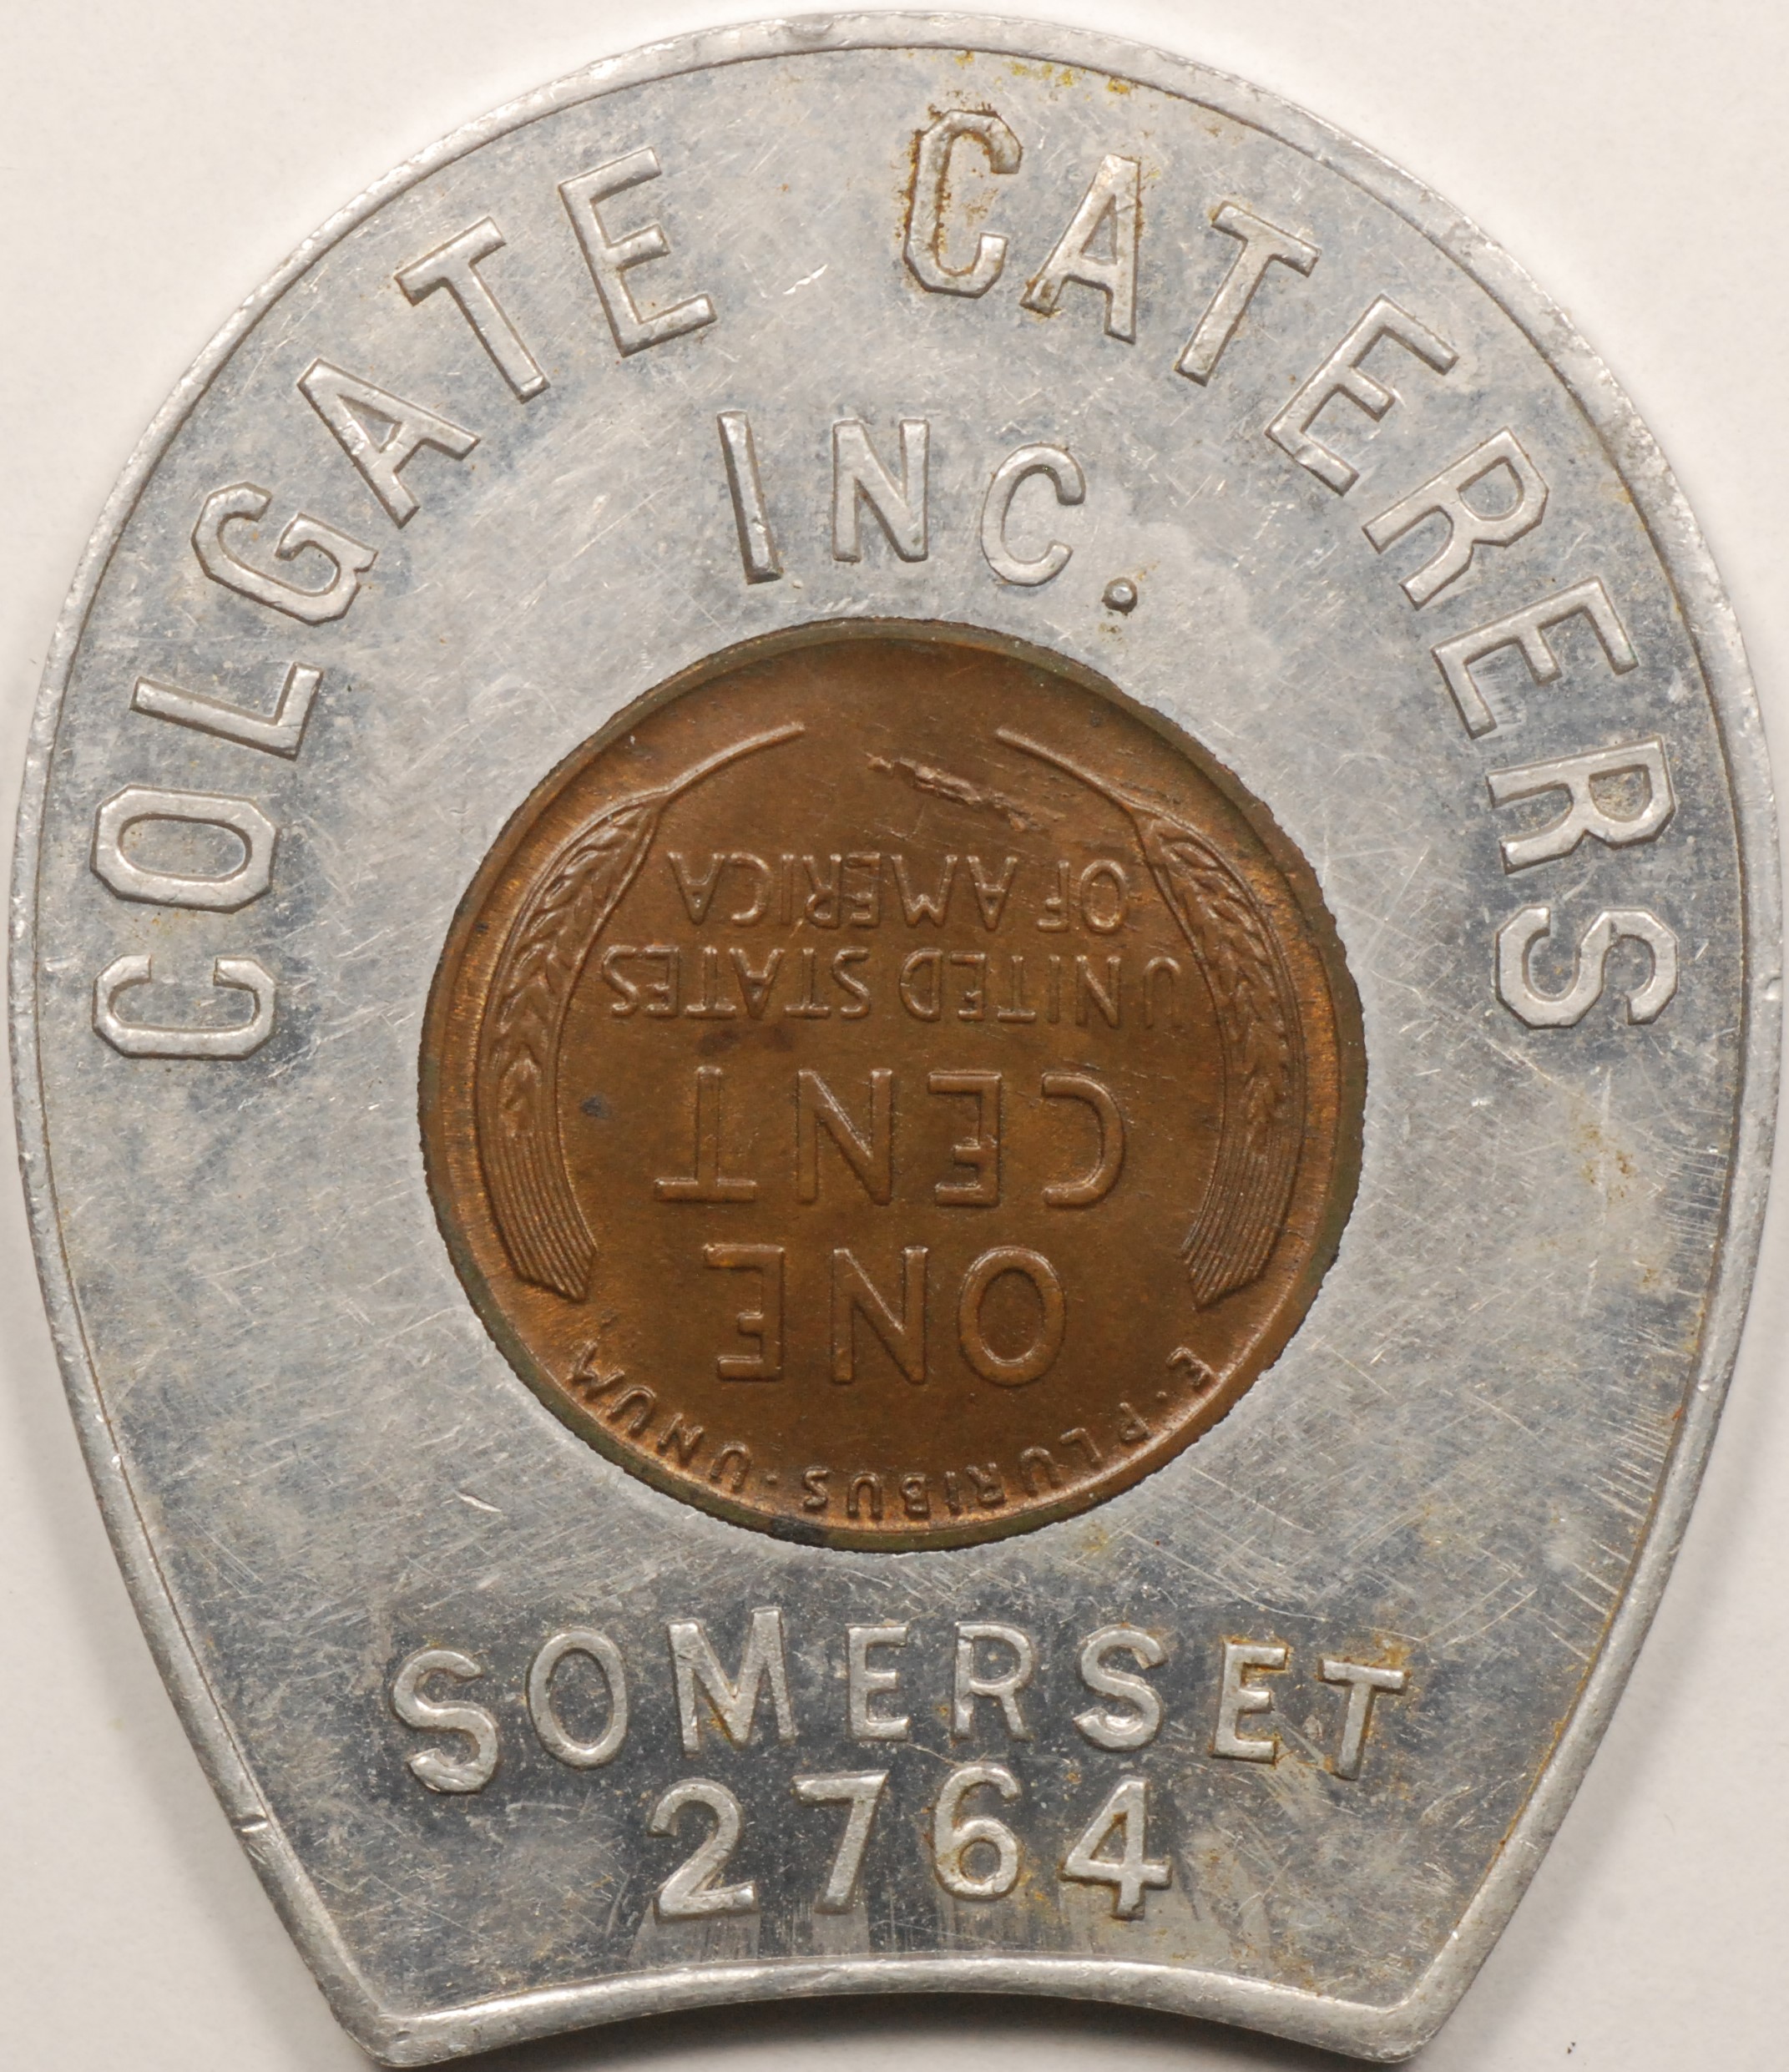 COLGATE CATERERS
INC.
E·PLURIBUS·UNUM
ONE
CENT
UNITED STATES
OF AMERICA
SOMERSET
2764